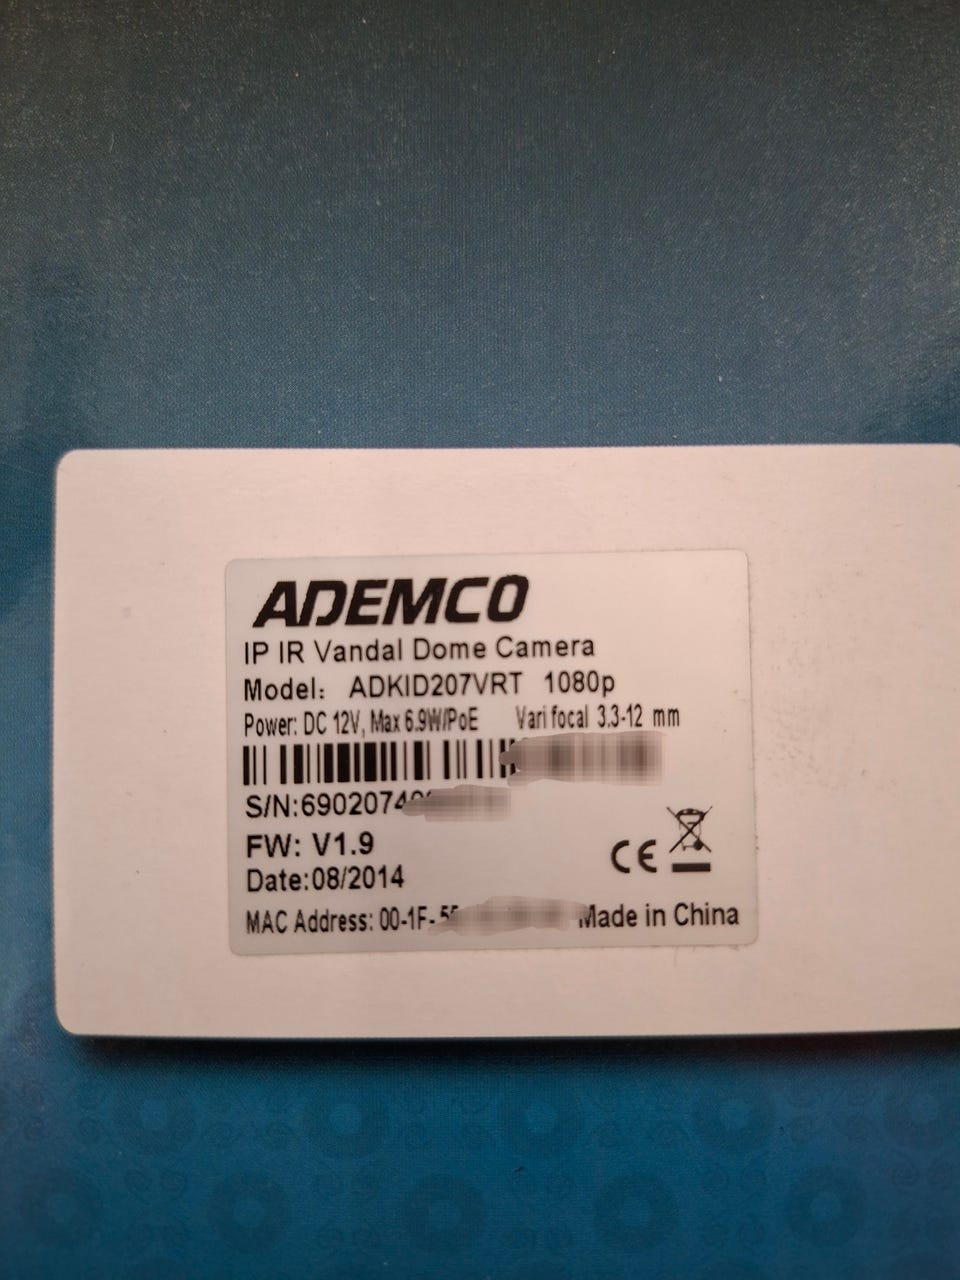 ADEMCO
IP IR Vandal Dome Camera
Model: ADKID207VRT 1080p
Power: DC 12V, Max 6.9W/PoE Vari focal 3.3-12 mm
S/N:6902074
FW: V1.9
Date:08/2014
CE
MAC Address: 00-1F- Made in China